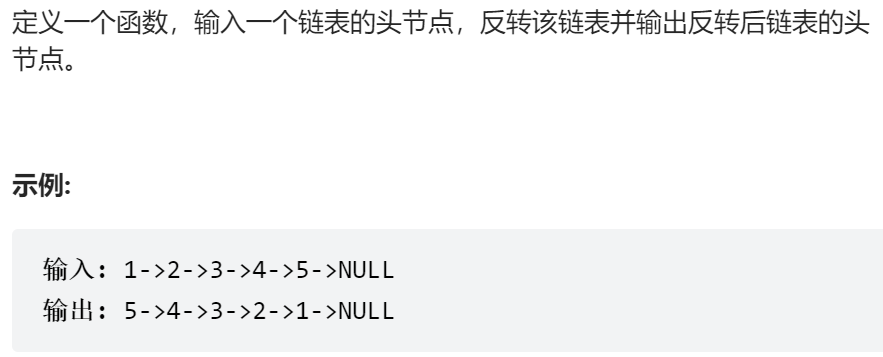 定义一个函数，输入一个链表的头节点，反转该链表并输出反转后链表的头
节点。
示例:
输入: 1->2->3->4->5->NULL
输出: 5->4->3->2->1->NULL